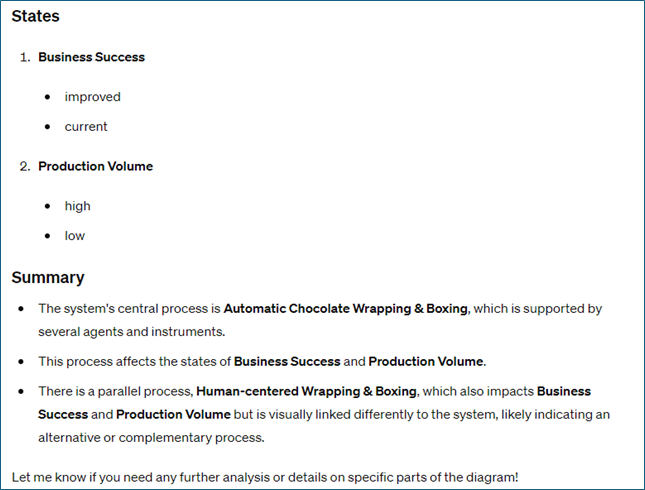 States
1. Business Success
• improved
• current
2. Production Volume
• high
• low
Summary
• The system's central process is Automatic Chocolate Wrapping & Boxing, which is supported by
several agents and instruments.
• This process affects the states of Business Success and Production Volume.
• There is a parallel process, Human-centered Wrapping & Boxing, which also impacts Business
Success and Production Volume but is visually linked differently to the system, likely indicating an
alternative or complementary process.
Let me know if you need any further analysis or details on specific parts of the diagram!